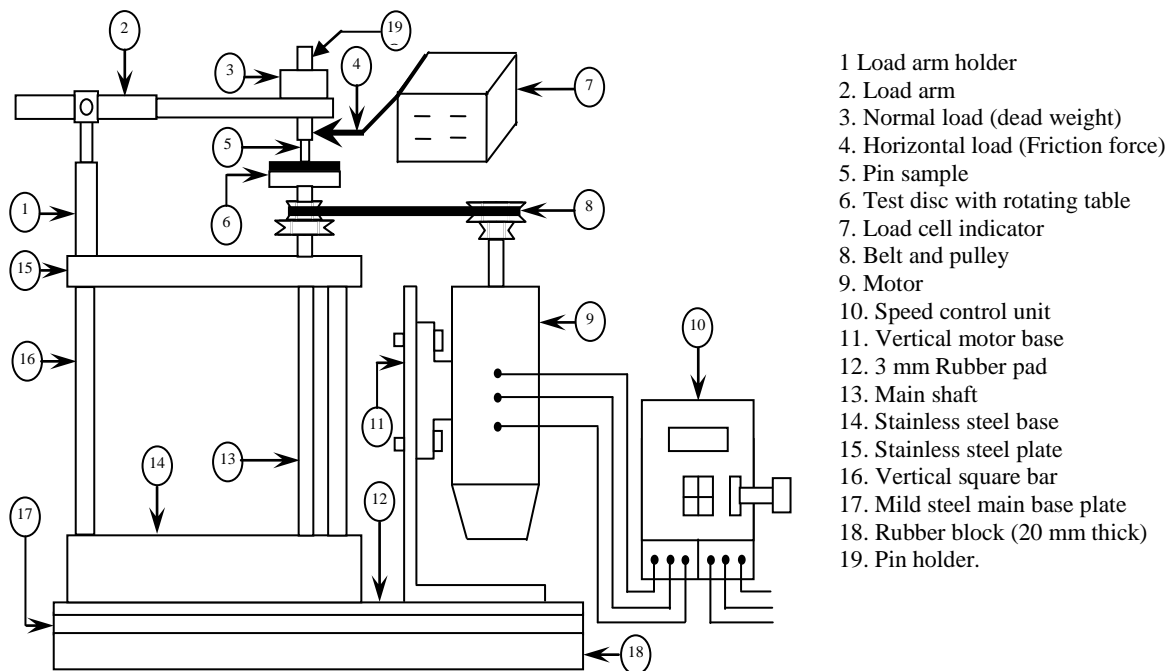 2
19
3
4
7
5
6
1
8
15
9
10
16
11
13
14
12
17
18
1 Load arm holder
2. Load arm
3. Normal load (dead weight)
4. Horizontal load (Friction force)
5. Pin sample
6. Test disc with rotating table
7. Load cell indicator
8. Belt and pulley
9. Motor
10. Speed control unit
11. Vertical motor base
12. 3 mm Rubber pad
13. Main shaft
14. Stainless steel base
15. Stainless steel plate
16. Vertical square bar
17. Mild steel main base plate
18. Rubber block (20 mm thick)
19. Pin holder.